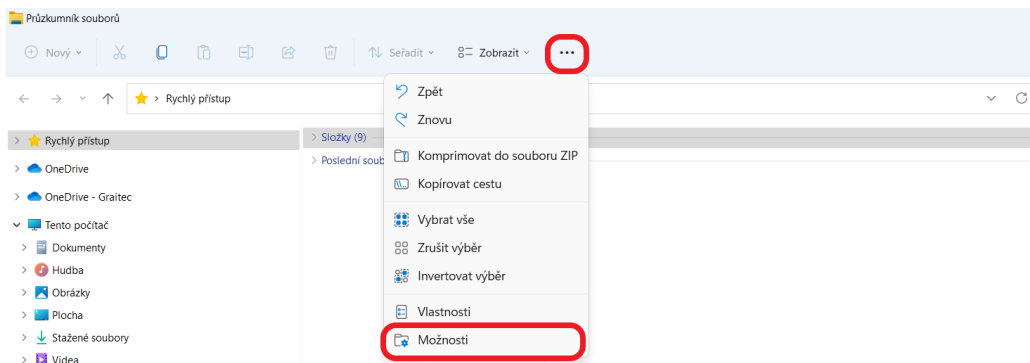 Průzkumník souborů
Nový
Seřadit
Zobrazit
Rychlý přístup
Zpět
Znovu
Komprimovat do souboru ZIP
Kopírovat cestu
Vybrat vše
Zrušit výběr
Invertovat výběr
Vlastnosti
Možnosti
Rychlý přístup
OneDrive
OneDrive - Graitec
Tento počítač
Dokumenty
Hudba
Obrázky
Plocha
Stažené soubory
Videa
Složky (9)
Poslední soub